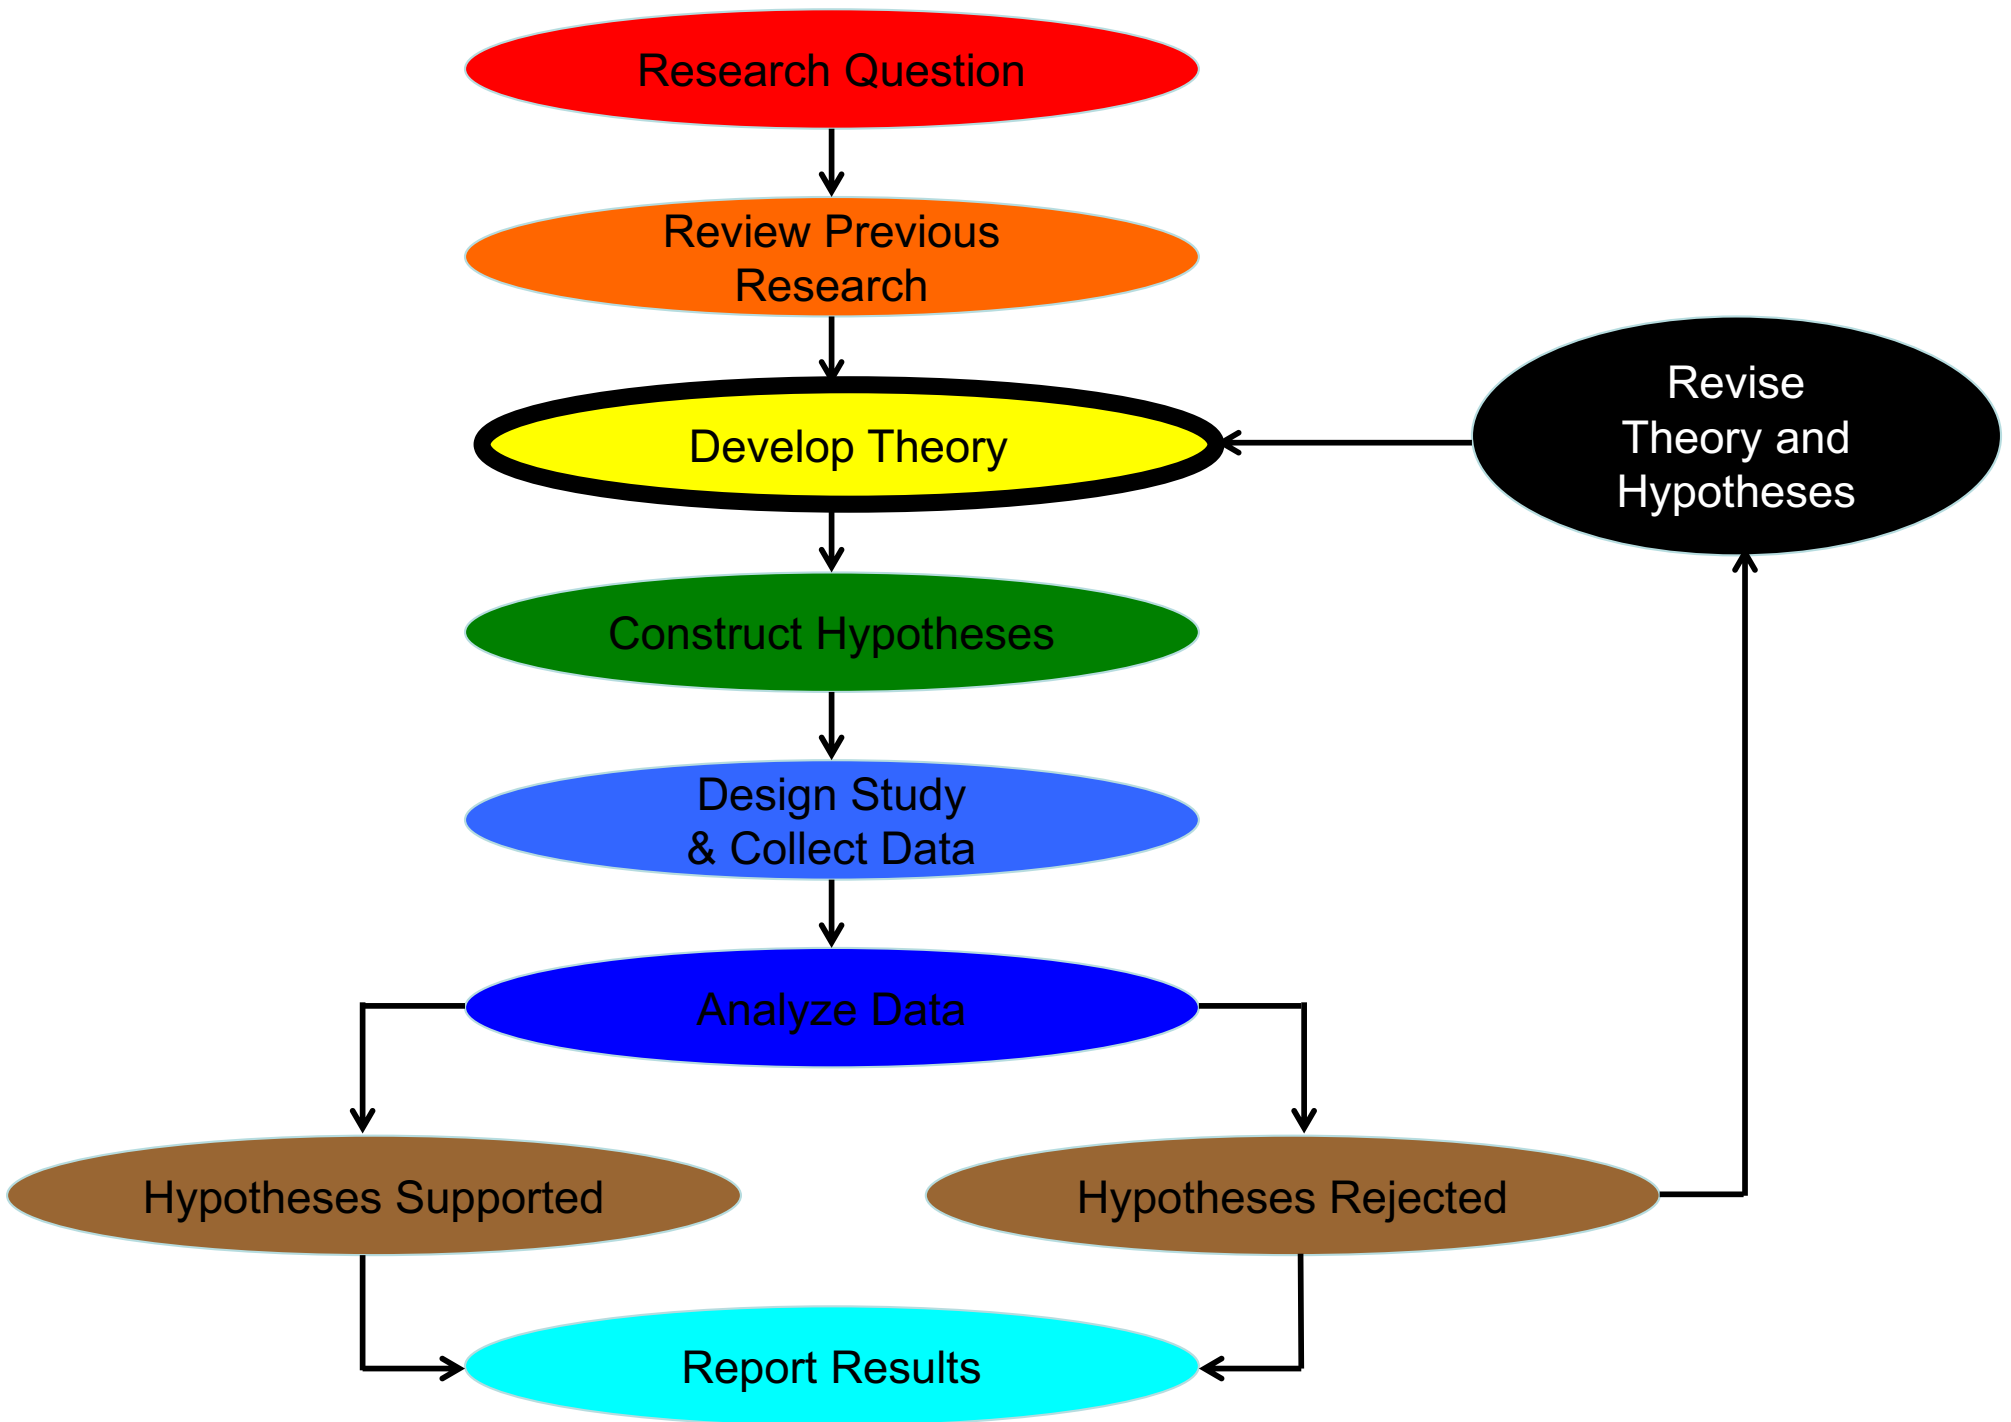 Research Question
Review Previous
Research
Develop Theory
Revise
Theory and
Hypotheses
Construct Hypotheses
Design Study
& Collect Data
Analyze Data
Hypotheses Supported
Hypotheses Rejected
Report Results